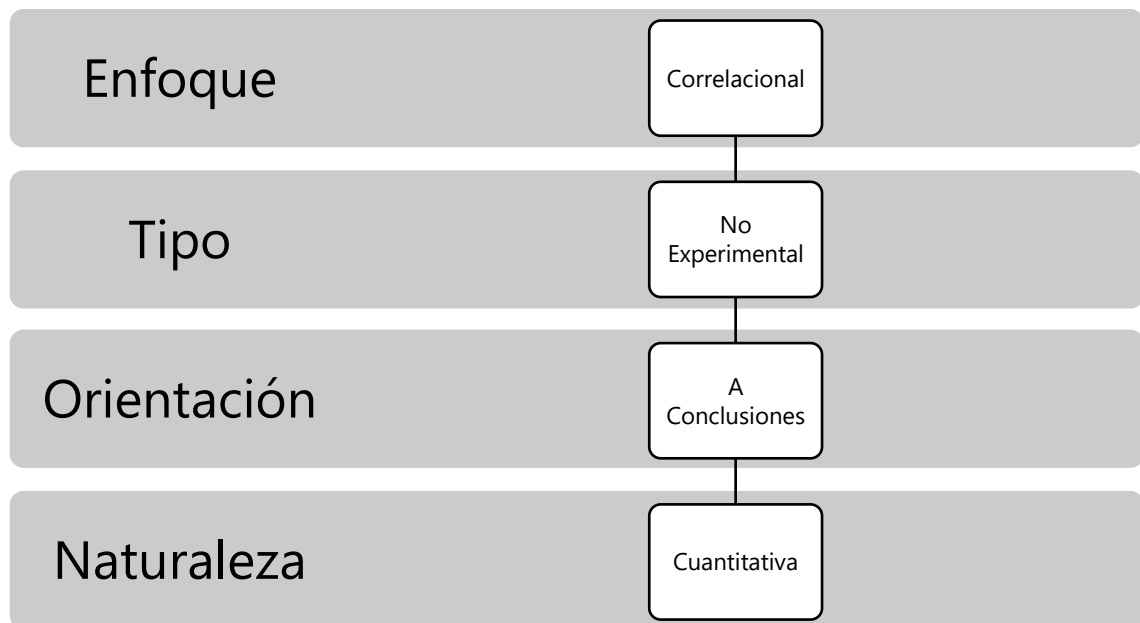 Enfoque
Correlacional
Tipo
No
Experimental
Orientación
A
Conclusiones
Naturaleza
Cuantitativa